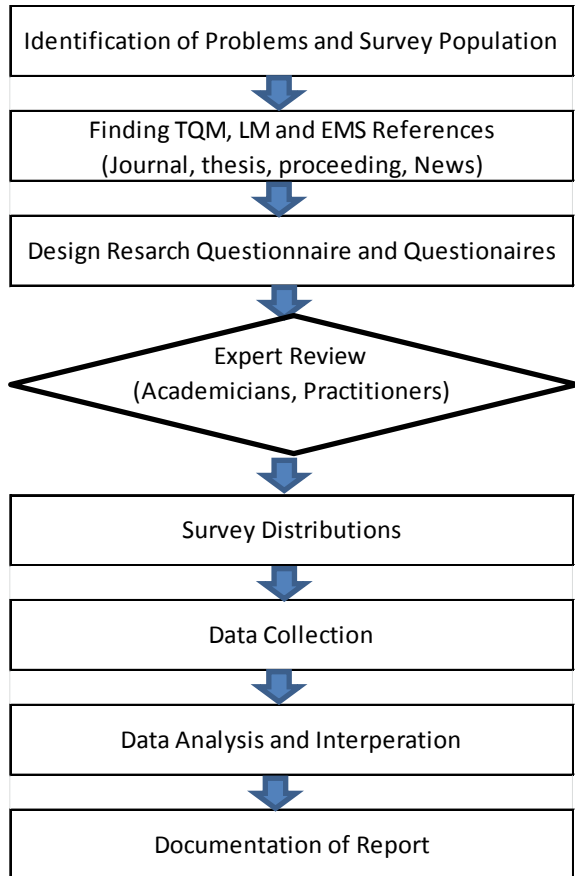 Identification of Problems and Survey Population
Finding TQM, LM and EMS References
(Journal, thesis, proceeding, News)
Design Resarch Questionnaire and Questionaires
Expert Review
(Academicians, Practitioners)
Survey Distributions
Data Collection
Data Analysis and Interperation
Documentation of Report